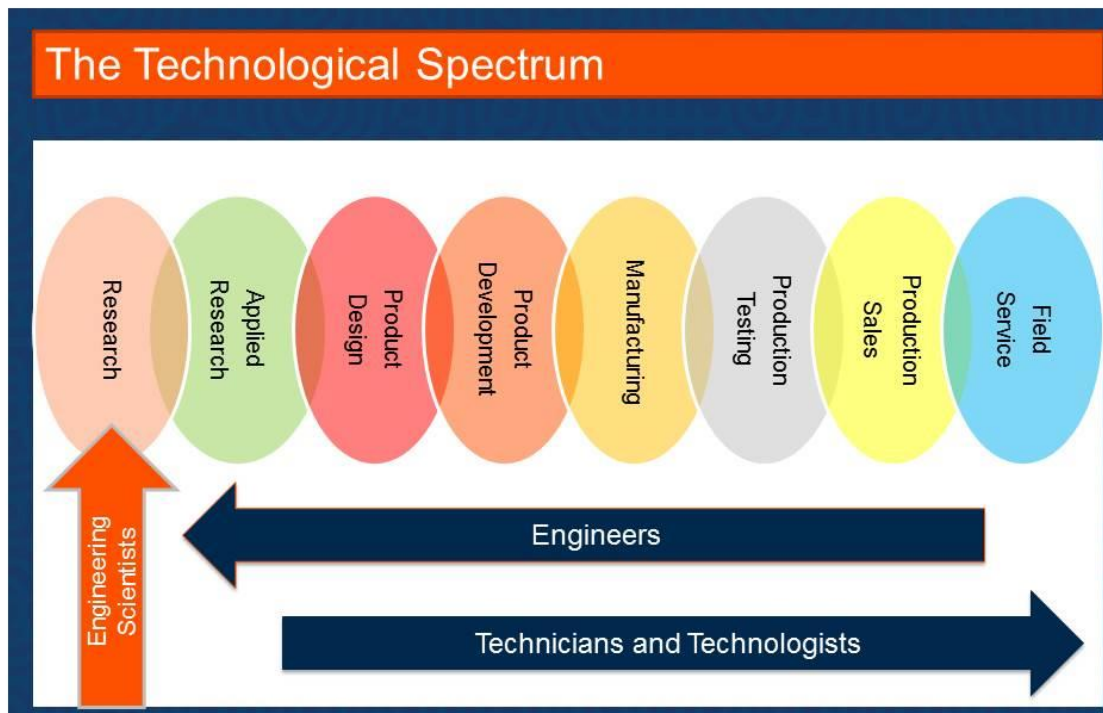 The Technological Spectrum
Research
Applied
Research
Product
Design
Product
Development
Manufacturing
Production
Testing
Production
Sales
Field
Service
Engineering
Scientists
Engineers
Technicians and Technologists